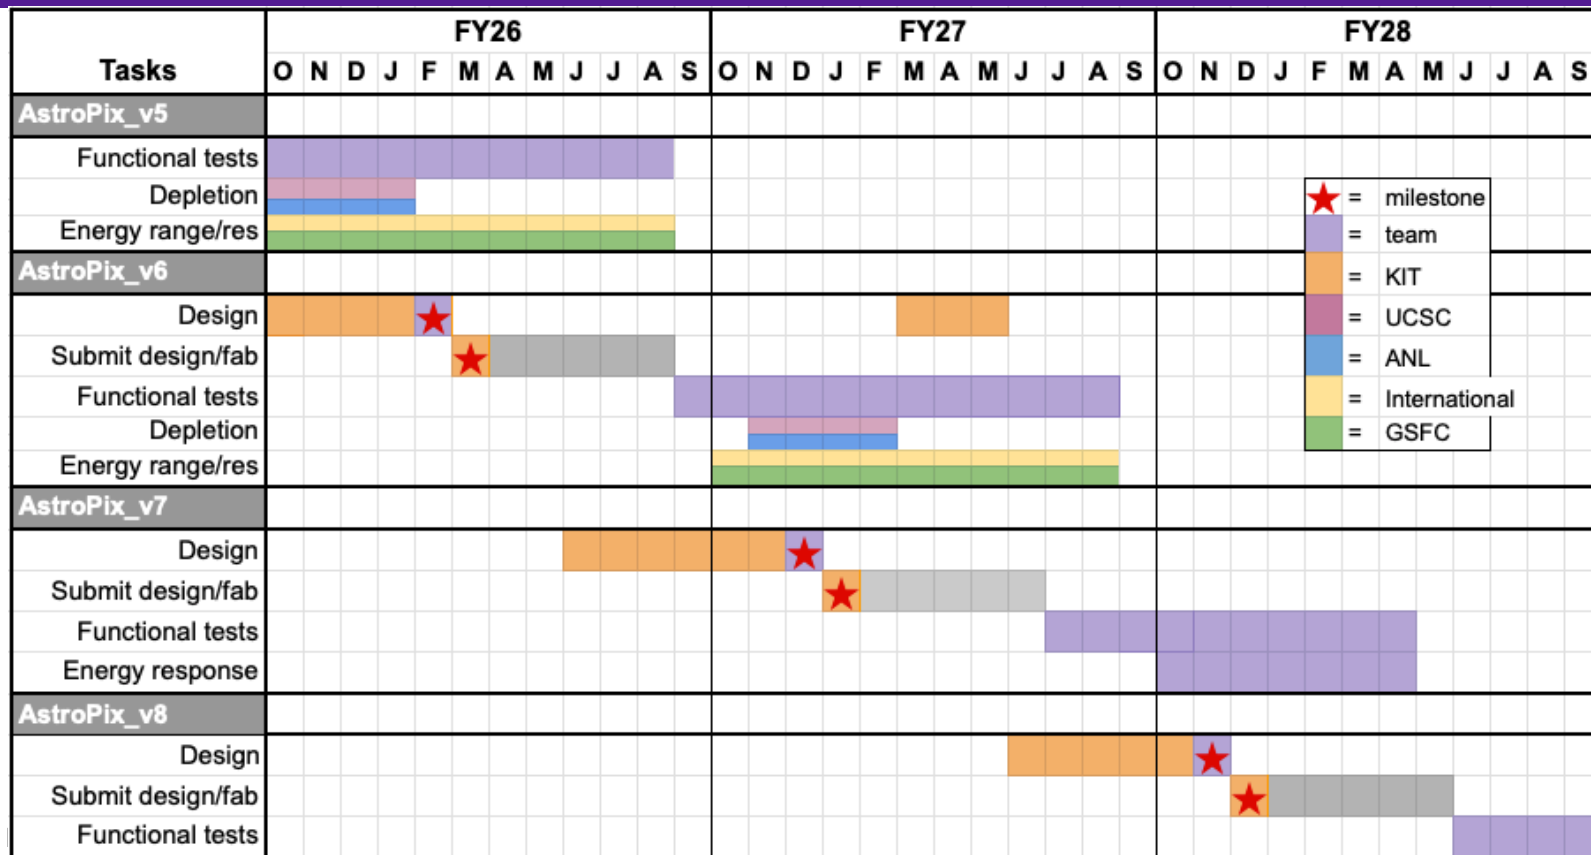 FY26 FY27 FY28
Tasks O N D J F M A M J J A S O N D J F M A M J J A S O N D J F M A M J J A S
AstroPix_v5
Functional tests
Depletion
Energy range/res
AstroPix_v6
Design
Submit design/fab
Functional tests
Depletion
Energy range/res
AstroPix_v7
Design
Submit design/fab
Functional tests
Energy response
AstroPix_v8
Design
Submit design/fab
Functional tests
= milestone
= team
= KIT
= UCSC
= ANL
= International
= GSFC